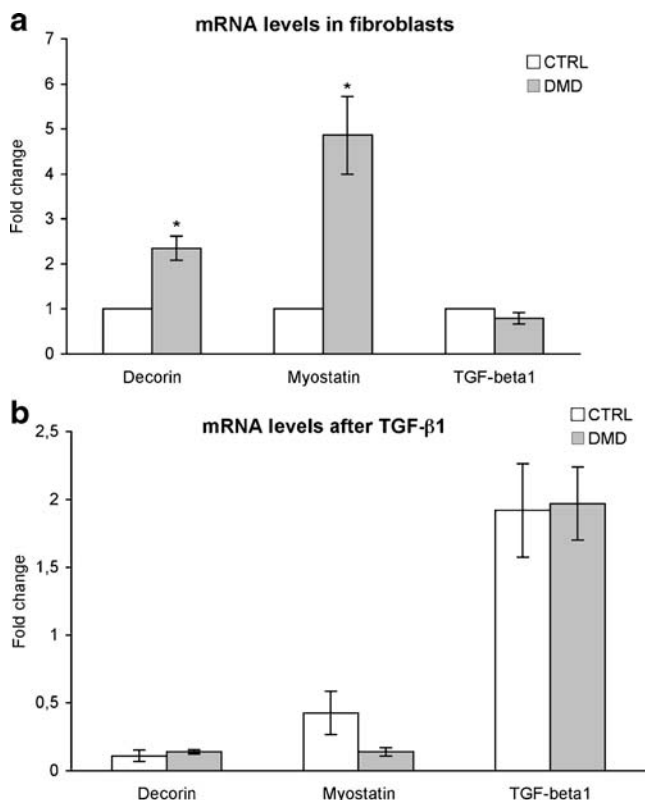 a
mRNA levels in fibroblasts
CTRL
DMD
Fold change
7
6
5
4
3
2
1
0
*
*
Decorin
Myostatin
TGF-beta1
b
mRNA levels after TGF-β1
CTRL
DMD
Fold change
2,5
2
1,5
1
0,5
0
Decorin
Myostatin
TGF-beta1